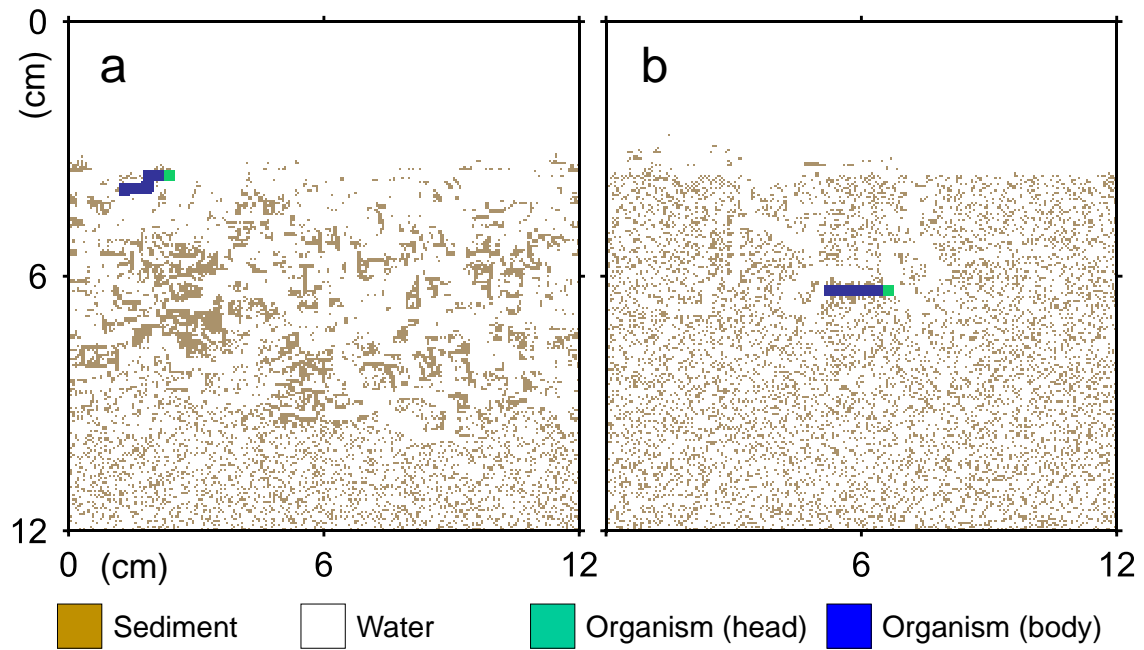 0
(cm)
a
b
6
12
0 (cm) 6 12
6 12
Sediment Water Organism (head) Organism (body)